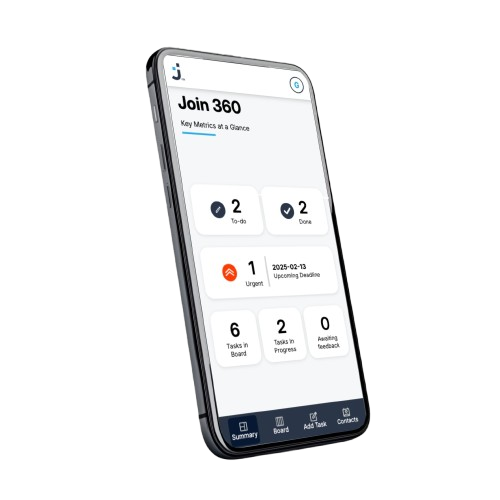 j
G
Join 360
Key Metrics at a Glance
2
To-do
2
Done
1
Urgent
2025-02-13
Upcoming Deadline
6
Tasks in
Board
2
Tasks in
Progress
0
Awaiting
feedback
Summary
Board
Add Task
Contacts